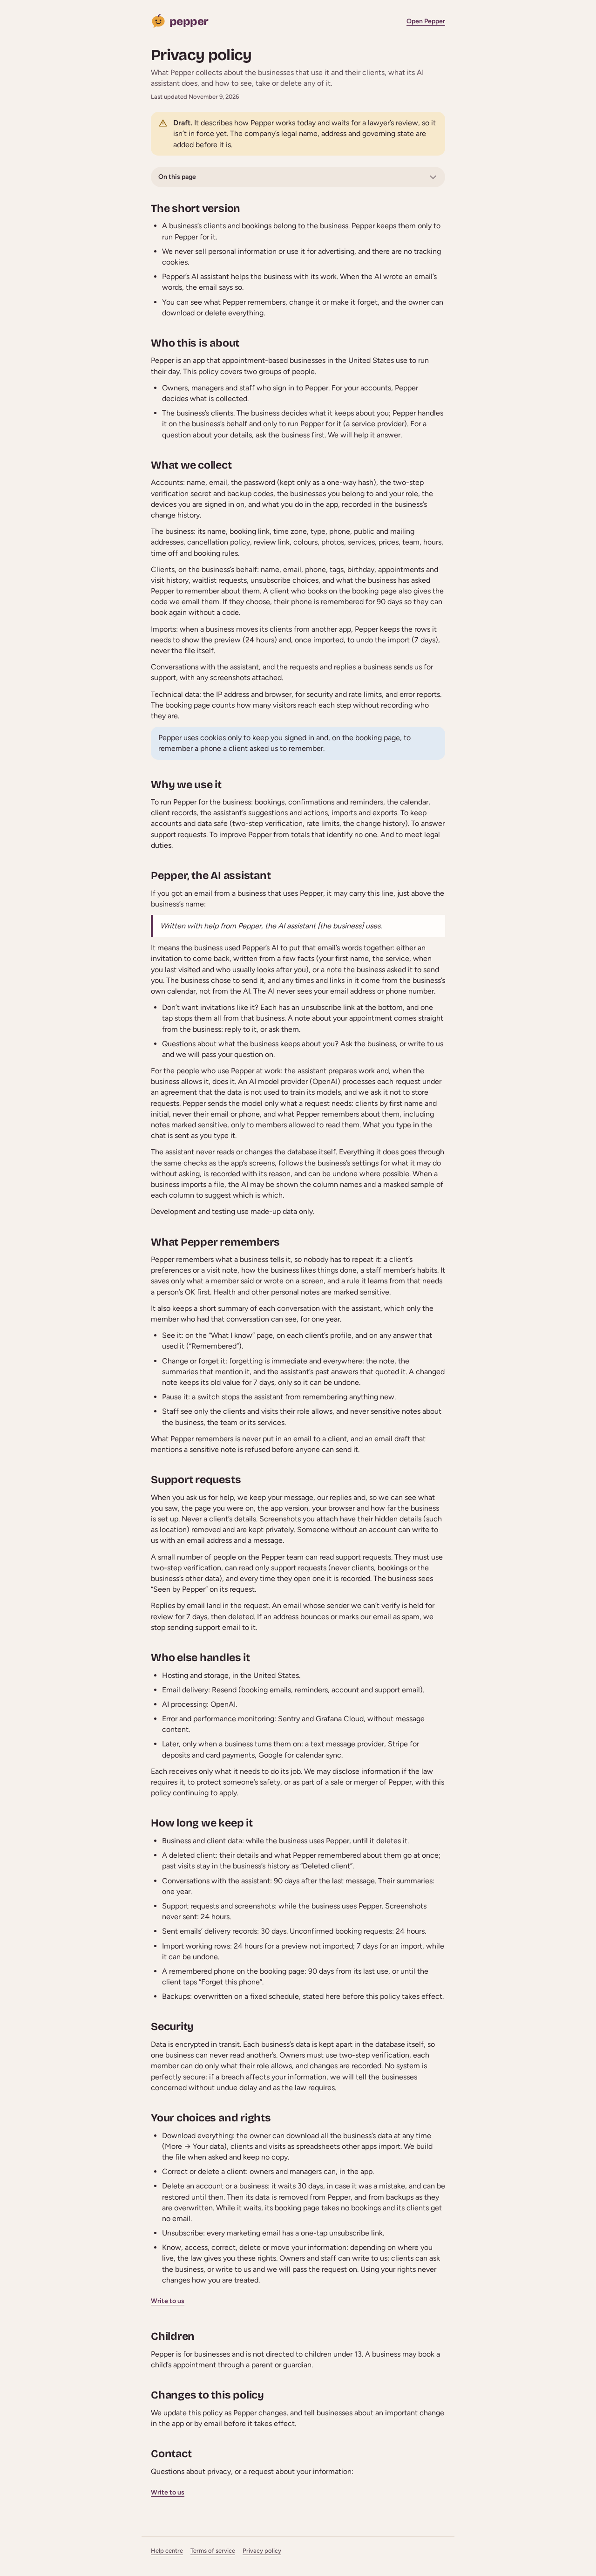 pepper
Open Pepper
Privacy policy
What Pepper collects about the businesses that use it and their clients, what its AI
assistant does, and how to see, take or delete any of it.
Last updated November 9, 2026
Draft. It describes how Pepper works today and waits for a lawyer's review, so it
isn't in force yet. The company's legal name, address and governing state are
added before it is.
On this page
The short version
• A business's clients and bookings belong to the business. Pepper keeps them only to
run Pepper for it.
• We never sell personal information or use it for advertising, and there are no tracking
cookies.
• Pepper's AI assistant helps the business with its work. When the AI wrote an email's
words, the email says so.
• You can see what Pepper remembers, change it or make it forget, and the owner can
download or delete everything.
Who this is about
Pepper is an app that appointment-based businesses in the United States use to run
their day. This policy covers two groups of people.
• Owners, managers and staff who sign in to Pepper. For your accounts, Pepper
decides what is collected.
• The business's clients. The business decides what it keeps about you; Pepper handles
it on the business's behalf and only to run Pepper for it (a service provider). For a
question about your details, ask the business first. We will help it answer.
What we collect
Accounts: name, email, the password (kept only as a one-way hash), the two-step
verification secret and backup codes, the businesses you belong to and your role, the
devices you are signed in on, and what you do in the app, recorded in the business's
change history.
The business: its name, booking link, time zone, type, phone, public and mailing
addresses, cancellation policy, review link, colours, photos, services, prices, team, hours,
time off and booking rules.
Clients, on the business's behalf: name, email, phone, tags, birthday, appointments and
visit history, waitlist requests, unsubscribe choices, and what the business has asked
Pepper to remember about them. A client who books on the booking page also gives the
code we email them. If they choose, their phone is remembered for 90 days so they can
book again without a code.
Imports: when a business moves its clients from another app, Pepper keeps the rows it
needs to show the preview (24 hours) and, once imported, to undo the import (7 days),
never the file itself.
Conversations with the assistant, and the requests and replies a business sends us for
support, with any screenshots attached.
Technical data: the IP address and browser, for security and rate limits, and error reports.
The booking page counts how many visitors reach each step without recording who
they are.
Pepper uses cookies only to keep you signed in and, on the booking page, to
remember a phone a client asked us to remember.
Why we use it
To run Pepper for the business: bookings, confirmations and reminders, the calendar,
client records, the assistant's suggestions and actions, imports and exports. To keep
accounts and data safe (two-step verification, rate limits, the change history). To answer
support requests. To improve Pepper from totals that identify no one. And to meet legal
duties.
Pepper, the AI assistant
If you got an email from a business that uses Pepper, it may carry this line, just above the
business's name:
Written with help from Pepper, the AI assistant [the business] uses.
It means the business used Pepper's AI to put that email's words together: either an
invitation to come back, written from a few facts (your first name, the service, when
you last visited and who usually looks after you), or a note the business asked it to send
you. The business chose to send it, and any times and links in it come from the business's
own calendar, not from the AI. The AI never sees your email address or phone number.
• Don't want invitations like it? Each has an unsubscribe link at the bottom, and one
tap stops them all from that business. A note about your appointment comes straight
from the business: reply to it, or ask them.
• Questions about what the business keeps about you? Ask the business, or write to us
and we will pass your question on.
For the people who use Pepper at work: the assistant prepares work and, when the
business allows it, does it. An AI model provider (OpenAI) processes each request under
an agreement that the data is not used to train its models, and we ask it not to store
requests. Pepper sends the model only what a request needs: clients by first name and
initial, never their email or phone, and what Pepper remembers about them, including
notes marked sensitive, only to members allowed to read them. What you type in the
chat is sent as you type it.
The assistant never reads or changes the database itself. Everything it does goes through
the same checks as the app's screens, follows the business's settings for what it may do
without asking, is recorded with its reason, and can be undone where possible. When a
business imports a file, the AI may be shown the column names and a masked sample of
each column to suggest which is which.
Development and testing use made-up data only.
What Pepper remembers
Pepper remembers what a business tells it, so nobody has to repeat it: a client's
preferences or a visit note, how the business likes things done, a staff member's habits. It
saves only what a member said or wrote on a screen, and a rule it learns from that needs
a person's OK first. Health and other personal notes are marked sensitive.
It also keeps a short summary of each conversation with the assistant, which only the
member who had that conversation can see, for one year.
• See it: on the "What I know" page, on each client's profile, and on any answer that
used it ("Remembered").
• Change or forget it: forgetting is immediate and everywhere: the note, the
summaries that mention it, and the assistant's past answers that quoted it. A changed
note keeps its old value for 7 days, only so it can be undone.
• Pause it: a switch stops the assistant from remembering anything new.
• Staff see only the clients and visits their role allows, and never sensitive notes about
the business, the team or its services.
What Pepper remembers is never put in an email to a client, and an email draft that
mentions a sensitive note is refused before anyone can send it.
Support requests
When you ask us for help, we keep your message, our replies and, so we can see what
you saw, the page you were on, the app version, your browser and how far the business
is set up. Never a client's details. Screenshots you attach have their hidden details (such
as location) removed and are kept privately. Someone without an account can write to
us with an email address and a message.
A small number of people on the Pepper team can read support requests. They must use
two-step verification, can read only support requests (never clients, bookings or the
business's other data), and every time they open one it is recorded. The business sees
"Seen by Pepper" on its request.
Replies by email land in the request. An email whose sender we can't verify is held for
review for 7 days, then deleted. If an address bounces or marks our email as spam, we
stop sending support email to it.
Who else handles it
• Hosting and storage, in the United States.
• Email delivery: Resend (booking emails, reminders, account and support email).
• AI processing: OpenAI.
• Error and performance monitoring: Sentry and Grafana Cloud, without message
content.
• Later, only when a business turns them on: a text message provider, Stripe for
deposits and card payments, Google for calendar sync.
Each receives only what it needs to do its job. We may disclose information if the law
requires it, to protect someone's safety, or as part of a sale or merger of Pepper, with this
policy continuing to apply.
How long we keep it
• Business and client data: while the business uses Pepper, until it deletes it.
• A deleted client: their details and what Pepper remembered about them go at once;
past visits stay in the business's history as "Deleted client".
• Conversations with the assistant: 90 days after the last message. Their summaries:
one year.
• Support requests and screenshots: while the business uses Pepper. Screenshots
never sent: 24 hours.
• Sent emails' delivery records: 30 days. Unconfirmed booking requests: 24 hours.
• Import working rows: 24 hours for a preview not imported; 7 days for an import, while
it can be undone.
• A remembered phone on the booking page: 90 days from its last use, or until the
client taps "Forget this phone".
• Backups: overwritten on a fixed schedule, stated here before this policy takes effect.
Security
Data is encrypted in transit. Each business's data is kept apart in the database itself, so
one business can never read another's. Owners must use two-step verification, each
member can do only what their role allows, and changes are recorded. No system is
perfectly secure: if a breach affects your information, we will tell the businesses
concerned without undue delay and as the law requires.
Your choices and rights
• Download everything: the owner can download all the business's data at any time
(More → Your data), clients and visits as spreadsheets other apps import. We build
the file when asked and keep no copy.
• Correct or delete a client: owners and managers can, in the app.
• Delete an account or a business: it waits 30 days, in case it was a mistake, and can be
restored until then. Then its data is removed from Pepper, and from backups as they
are overwritten. While it waits, its booking page takes no bookings and its clients get
no email.
• Unsubscribe: every marketing email has a one-tap unsubscribe link.
• Know, access, correct, delete or move your information: depending on where you
live, the law gives you these rights. Owners and staff can write to us; clients can ask
the business, or write to us and we will pass the request on. Using your rights never
changes how you are treated.
Write to us
Children
Pepper is for businesses and is not directed to children under 13. A business may book a
child's appointment through a parent or guardian.
Changes to this policy
We update this policy as Pepper changes, and tell businesses about an important change
in the app or by email before it takes effect.
Contact
Questions about privacy, or a request about your information:
Write to us
Help centre
Terms of service
Privacy policy